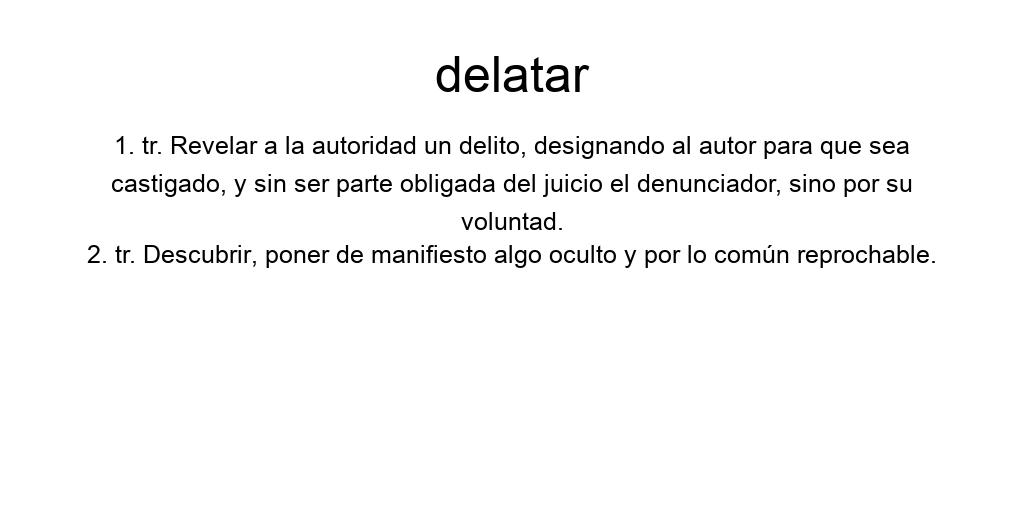 delatar
1. tr. Revelar a la autoridad un delito, designando al autor para que sea
castigado, y sin ser parte obligada del juicio el denunciador, sino por su
voluntad.
2. tr. Descubrir, poner de manifiesto algo oculto y por lo común reprochable.